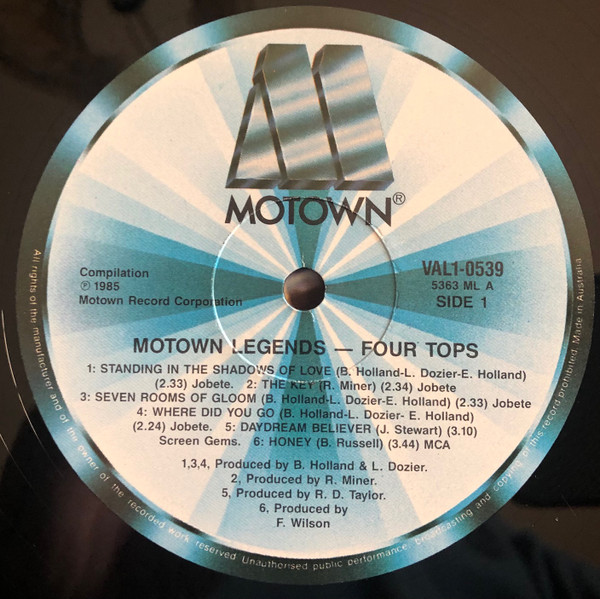 MOTOWN®
Compilation
℗ 1985
Motown Record Corporation
VAL1-0539
5363 ML A
SIDE 1
MOTOWN LEGENDS — FOUR TOPS
1: STANDING IN THE SHADOWS OF LOVE (B. Holland-L. Dozier-E. Holland)
(2.33) Jobete. 2: THE KEY (R. Miner) (2.34) Jobete
3: SEVEN ROOMS OF GLOOM (B. Holland-L. Dozier-E. Holland) (2.33) Jobete
4: WHERE DID YOU GO (B. Holland-L. Dozier- E. Holland)
(2.24) Jobete. 5: DAYDREAM BELIEVER (J. Stewart) (3.10)
Screen Gems. 6: HONEY (B. Russell) (3.44) MCA
1,3,4, Produced by B. Holland & L. Dozier.
2, Produced by R. Miner.
5, Produced by R. D. Taylor.
6, Produced by
F. Wilson
All rights of the manufacturer and of the owner of the recorded work reserved Unauthorised public performance, broadcasting and copying of this record prohibited. Made in Australia